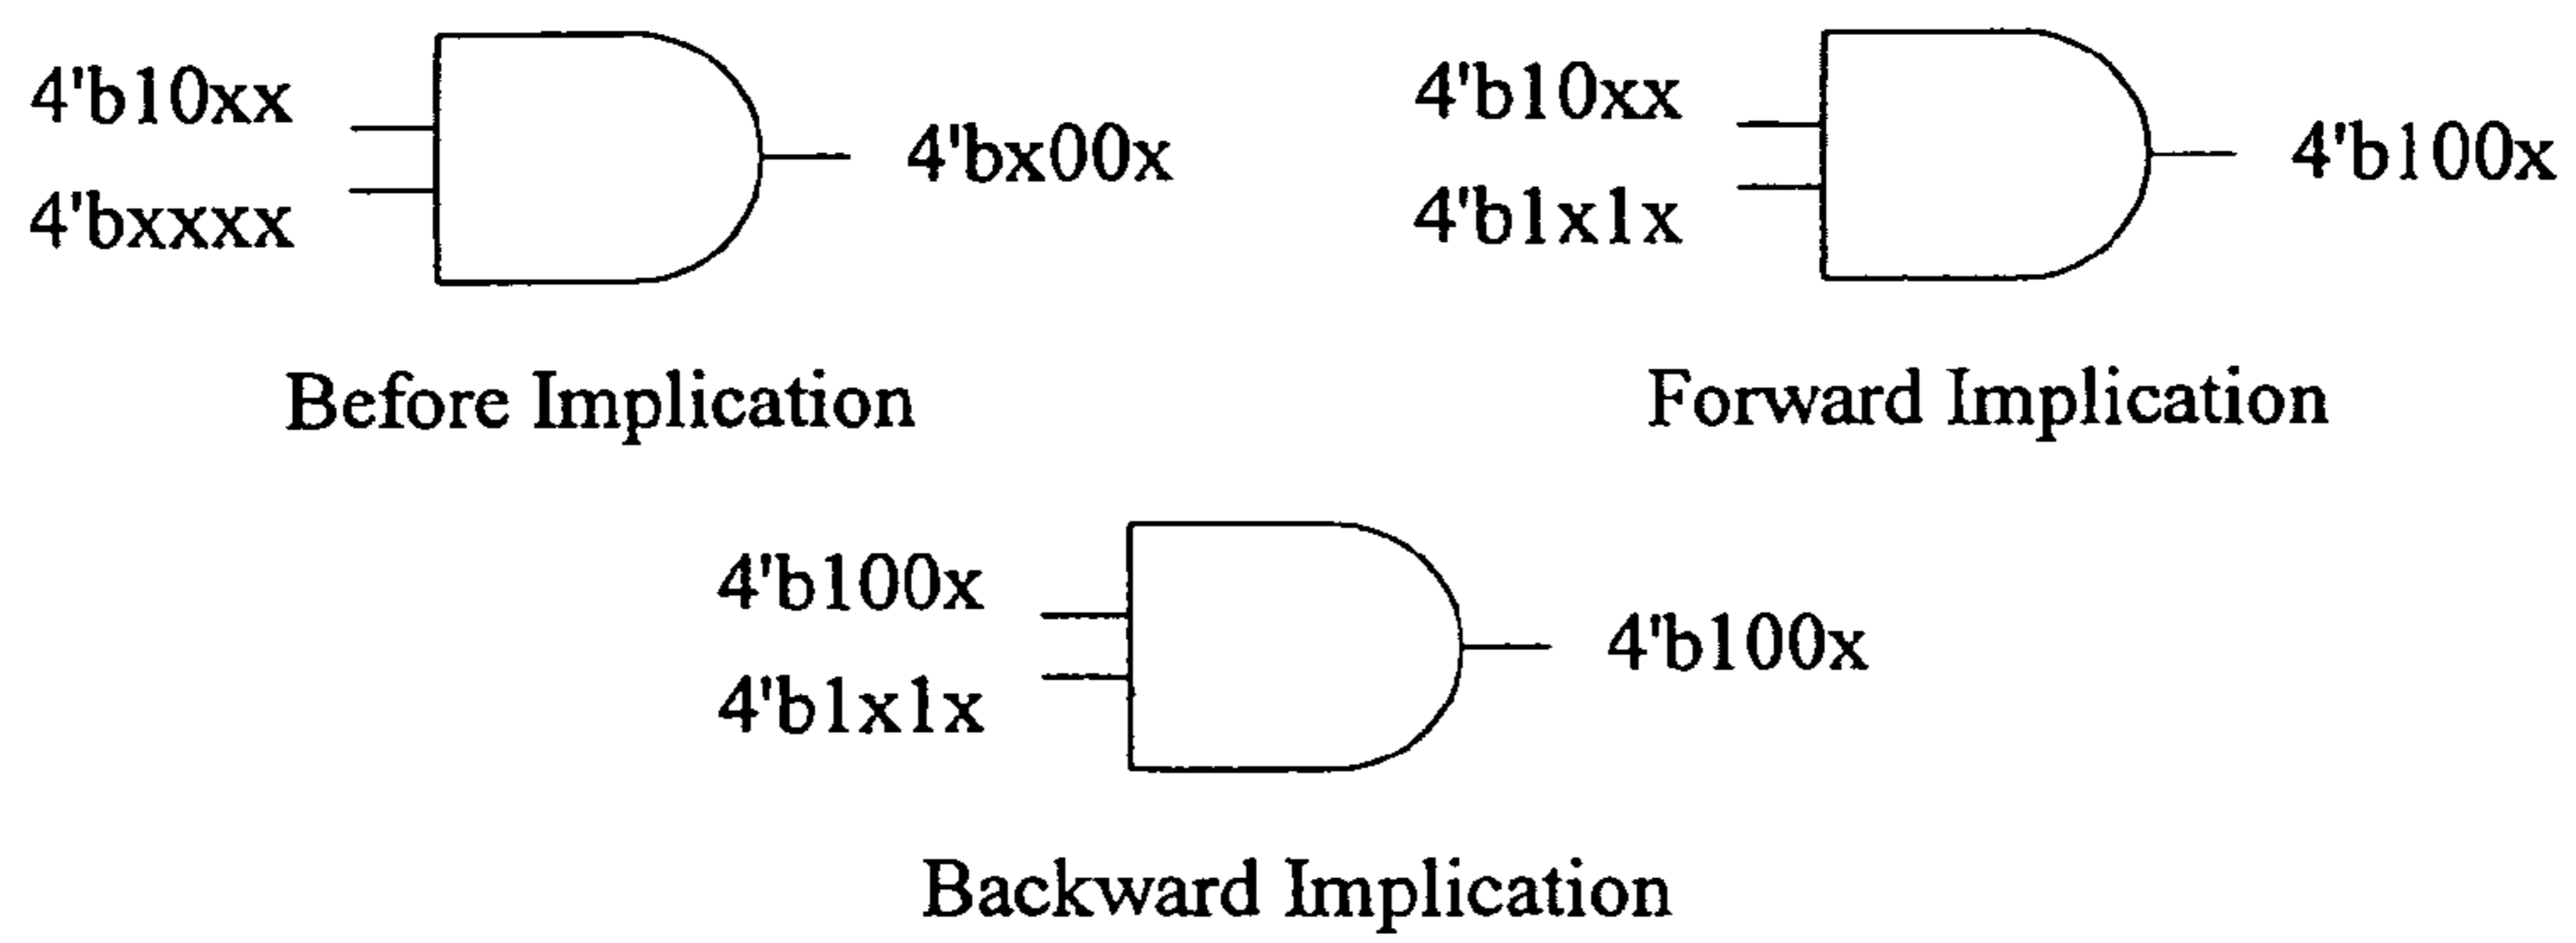 4'b10xx
4'bxxxx
4'bx00x
Before Implication
4'b10xx
4'b1x1x
4'b100x
Forward Implication
4'b100x
4'b1x1x
4'b100x
Backward Implication